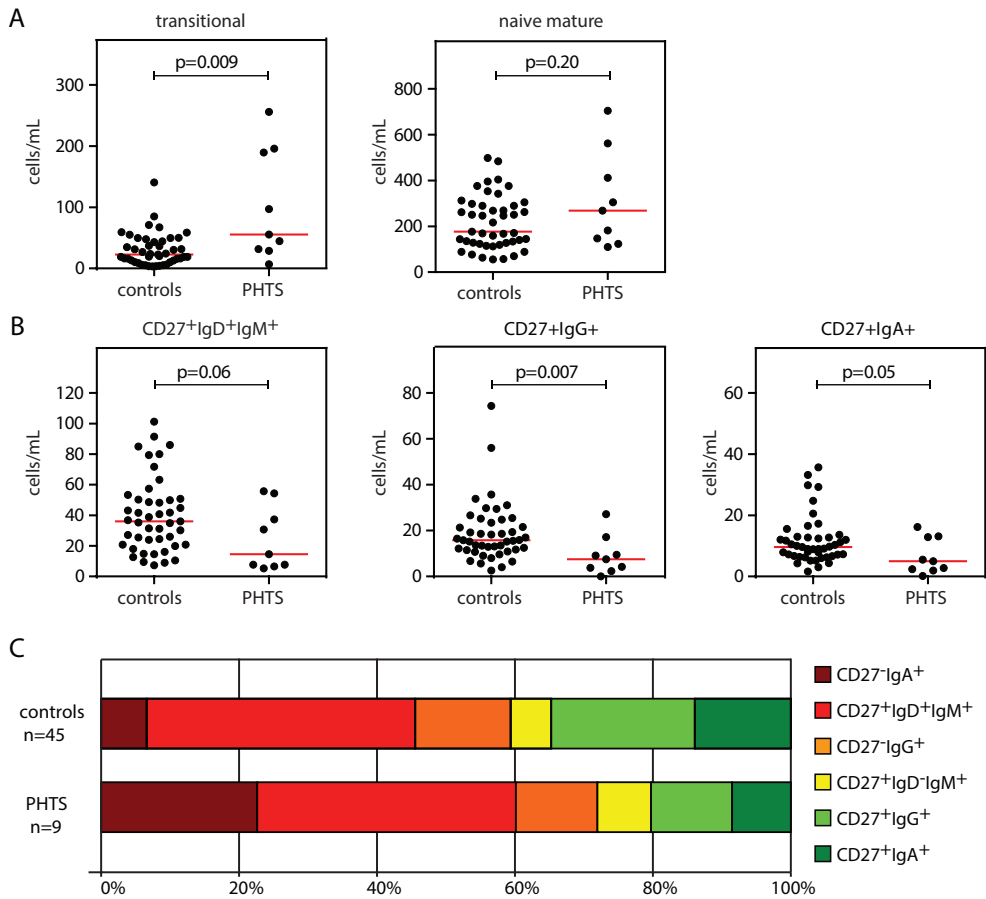 A
transitional
naive mature
p=0.009
p=0.20
cells/mL
300
200
100
0
controls
PHTS
cells/mL
800
600
400
200
0
controls
PHTS
B
CD27⁺IgD⁺IgM⁺
CD27+IgG+
CD27+IgA+
p=0.06
p=0.007
p=0.05
cells/mL
120
100
80
60
40
20
0
controls
PHTS
cells/mL
80
60
40
20
0
controls
PHTS
cells/mL
60
40
20
0
controls
PHTS
C
controls
n=45
PHTS
n=9
0%
20%
40%
60%
80%
100%
CD27⁻IgA⁺
CD27⁺IgD⁺IgM⁺
CD27⁻IgG⁺
CD27⁺IgD⁻IgM⁺
CD27⁺IgG⁺
CD27⁺IgA⁺